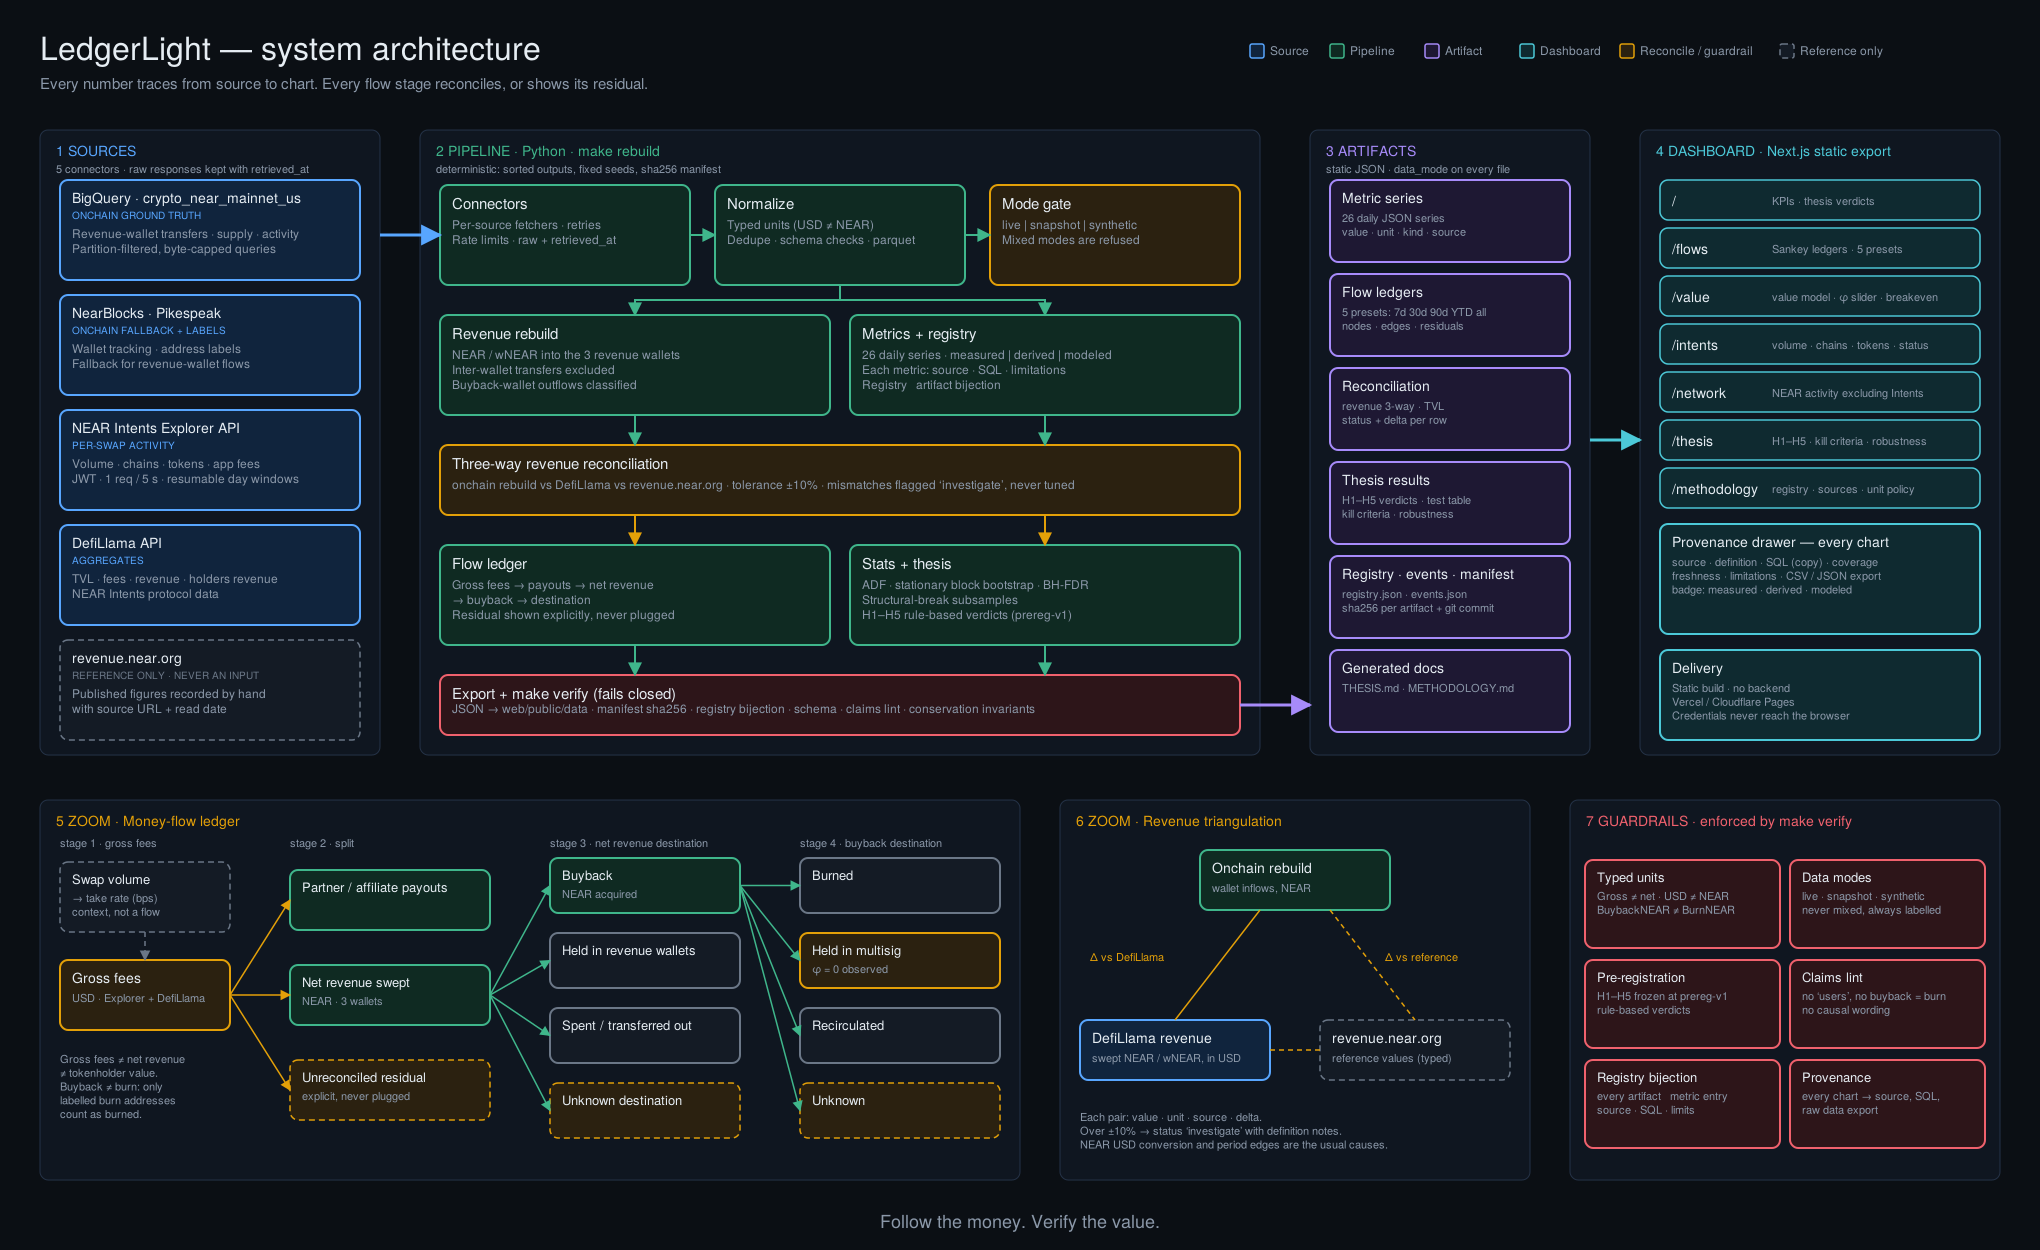 LedgerLight — system architecture
Every number traces from source to chart. Every flow stage reconciles, or shows its residual.
Source
Pipeline
Artifact
Dashboard
Reconcile / guardrail
Reference only
1 SOURCES
5 connectors · raw responses kept with retrieved_at
BigQuery · crypto_near_mainnet_us
ONCHAIN GROUND TRUTH
Revenue-wallet transfers · supply · activity
Partition-filtered, byte-capped queries
NearBlocks · Pikespeak
ONCHAIN FALLBACK + LABELS
Wallet tracking · address labels
Fallback for revenue-wallet flows
NEAR Intents Explorer API
PER-SWAP ACTIVITY
Volume · chains · tokens · app fees
JWT · 1 req / 5 s · resumable day windows
DefiLlama API
AGGREGATES
TVL · fees · revenue · holders revenue
NEAR Intents protocol data
revenue.near.org
REFERENCE ONLY · NEVER AN INPUT
Published figures recorded by hand
with source URL + read date
2 PIPELINE · Python · make rebuild
deterministic: sorted outputs, fixed seeds, sha256 manifest
Connectors
Per-source fetchers · retries
Rate limits · raw + retrieved_at
Normalize
Typed units (USD ≠ NEAR)
Dedupe · schema checks · parquet
Mode gate
live | snapshot | synthetic
Mixed modes are refused
Revenue rebuild
NEAR / wNEAR into the 3 revenue wallets
Inter-wallet transfers excluded
Buyback-wallet outflows classified
Metrics + registry
26 daily series · measured | derived | modeled
Each metric: source · SQL · limitations
Registry artifact bijection
Three-way revenue reconciliation
onchain rebuild vs DefiLlama vs revenue.near.org · tolerance ±10% · mismatches flagged ‘investigate’, never tuned
Flow ledger
Gross fees → payouts → net revenue
→ buyback → destination
Residual shown explicitly, never plugged
Stats + thesis
ADF · stationary block bootstrap · BH-FDR
Structural-break subsamples
H1–H5 rule-based verdicts (prereg-v1)
Export + make verify (fails closed)
JSON → web/public/data · manifest sha256 · registry bijection · schema · claims lint · conservation invariants
3 ARTIFACTS
static JSON · data_mode on every file
Metric series
26 daily JSON series
value · unit · kind · source
Flow ledgers
5 presets: 7d 30d 90d YTD all
nodes · edges · residuals
Reconciliation
revenue 3-way · TVL
status + delta per row
Thesis results
H1–H5 verdicts · test table
kill criteria · robustness
Registry · events · manifest
registry.json · events.json
sha256 per artifact + git commit
Generated docs
THESIS.md · METHODOLOGY.md
4 DASHBOARD · Next.js static export
/ KPIs · thesis verdicts
/flows Sankey ledgers · 5 presets
/value value model · φ slider · breakeven
/intents volume · chains · tokens · status
/network NEAR activity excluding Intents
/thesis H1–H5 · kill criteria · robustness
/methodology registry · sources · unit policy
Provenance drawer — every chart
source · definition · SQL (copy) · coverage
freshness · limitations · CSV / JSON export
badge: measured · derived · modeled
Delivery
Static build · no backend
Vercel / Cloudflare Pages
Credentials never reach the browser
5 ZOOM · Money-flow ledger
stage 1 · gross fees
stage 2 · split
stage 3 · net revenue destination
stage 4 · buyback destination
Swap volume
→ take rate (bps)
context, not a flow
Gross fees
USD · Explorer + DefiLlama
Gross fees ≠ net revenue
≠ tokenholder value.
Buyback ≠ burn: only
labelled burn addresses
count as burned.
Partner / affiliate payouts
Net revenue swept
NEAR · 3 wallets
Unreconciled residual
explicit, never plugged
Buyback
NEAR acquired
Held in revenue wallets
Spent / transferred out
Unknown destination
Burned
Held in multisig
φ = 0 observed
Recirculated
Unknown
6 ZOOM · Revenue triangulation
Onchain rebuild
wallet inflows, NEAR
Δ vs DefiLlama
Δ vs reference
DefiLlama revenue
swept NEAR / wNEAR, in USD
revenue.near.org
reference values (typed)
Each pair: value · unit · source · delta.
Over ±10% → status ‘investigate’ with definition notes.
NEAR USD conversion and period edges are the usual causes.
7 GUARDRAILS · enforced by make verify
Typed units
Gross ≠ net · USD ≠ NEAR
BuybackNEAR ≠ BurnNEAR
Data modes
live · snapshot · synthetic
never mixed, always labelled
Pre-registration
H1–H5 frozen at prereg-v1
rule-based verdicts
Claims lint
no ‘users’, no buyback = burn
no causal wording
Registry bijection
every artifact metric entry
source · SQL · limits
Provenance
every chart → source, SQL,
raw data export
Follow the money. Verify the value.